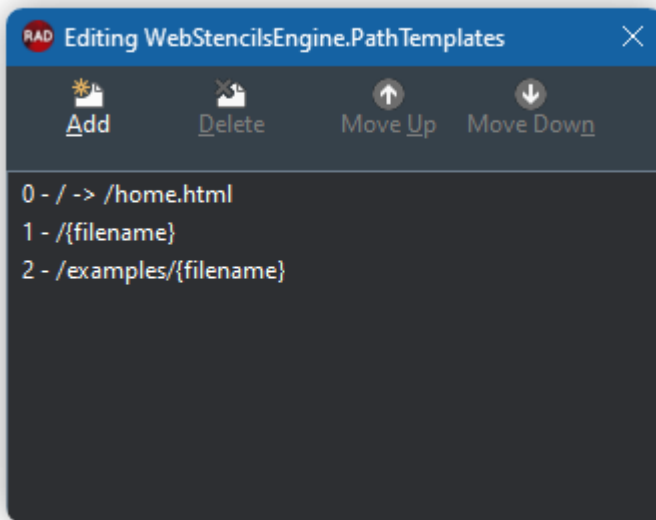 RAD Editing WebStencilsEngine.PathTemplates
Add Delete Move Up Move Down
0 - / -> /home.html
1 - /{filename}
2 - /examples/{filename}